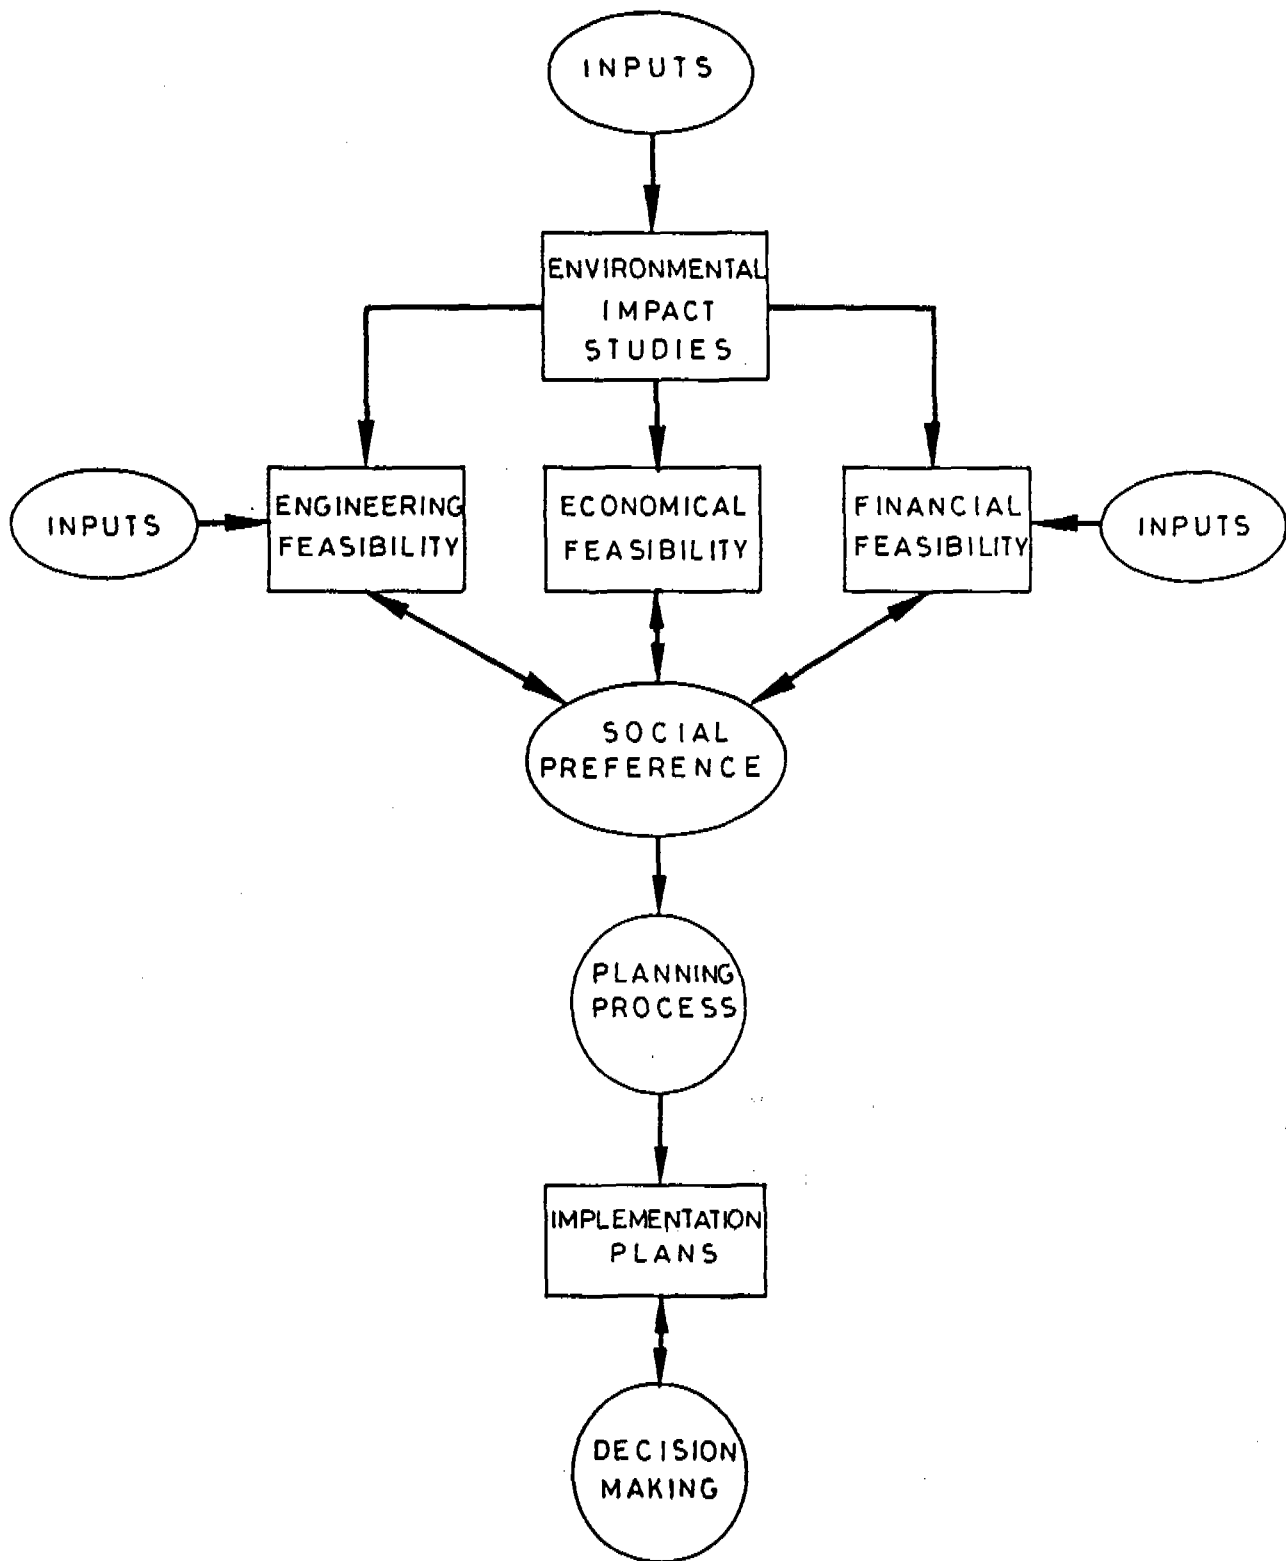 INPUTS
ENVIRONMENTAL
IMPACT
STUDIES
INPUTS
ENGINEERING
FEASIBILITY
ECONOMICAL
FEASIBILITY
FINANCIAL
FEASIBILITY
INPUTS
SOCIAL
PREFERENCE
PLANNING
PROCESS
IMPLEMENTATION
PLANS
DECISION
MAKING